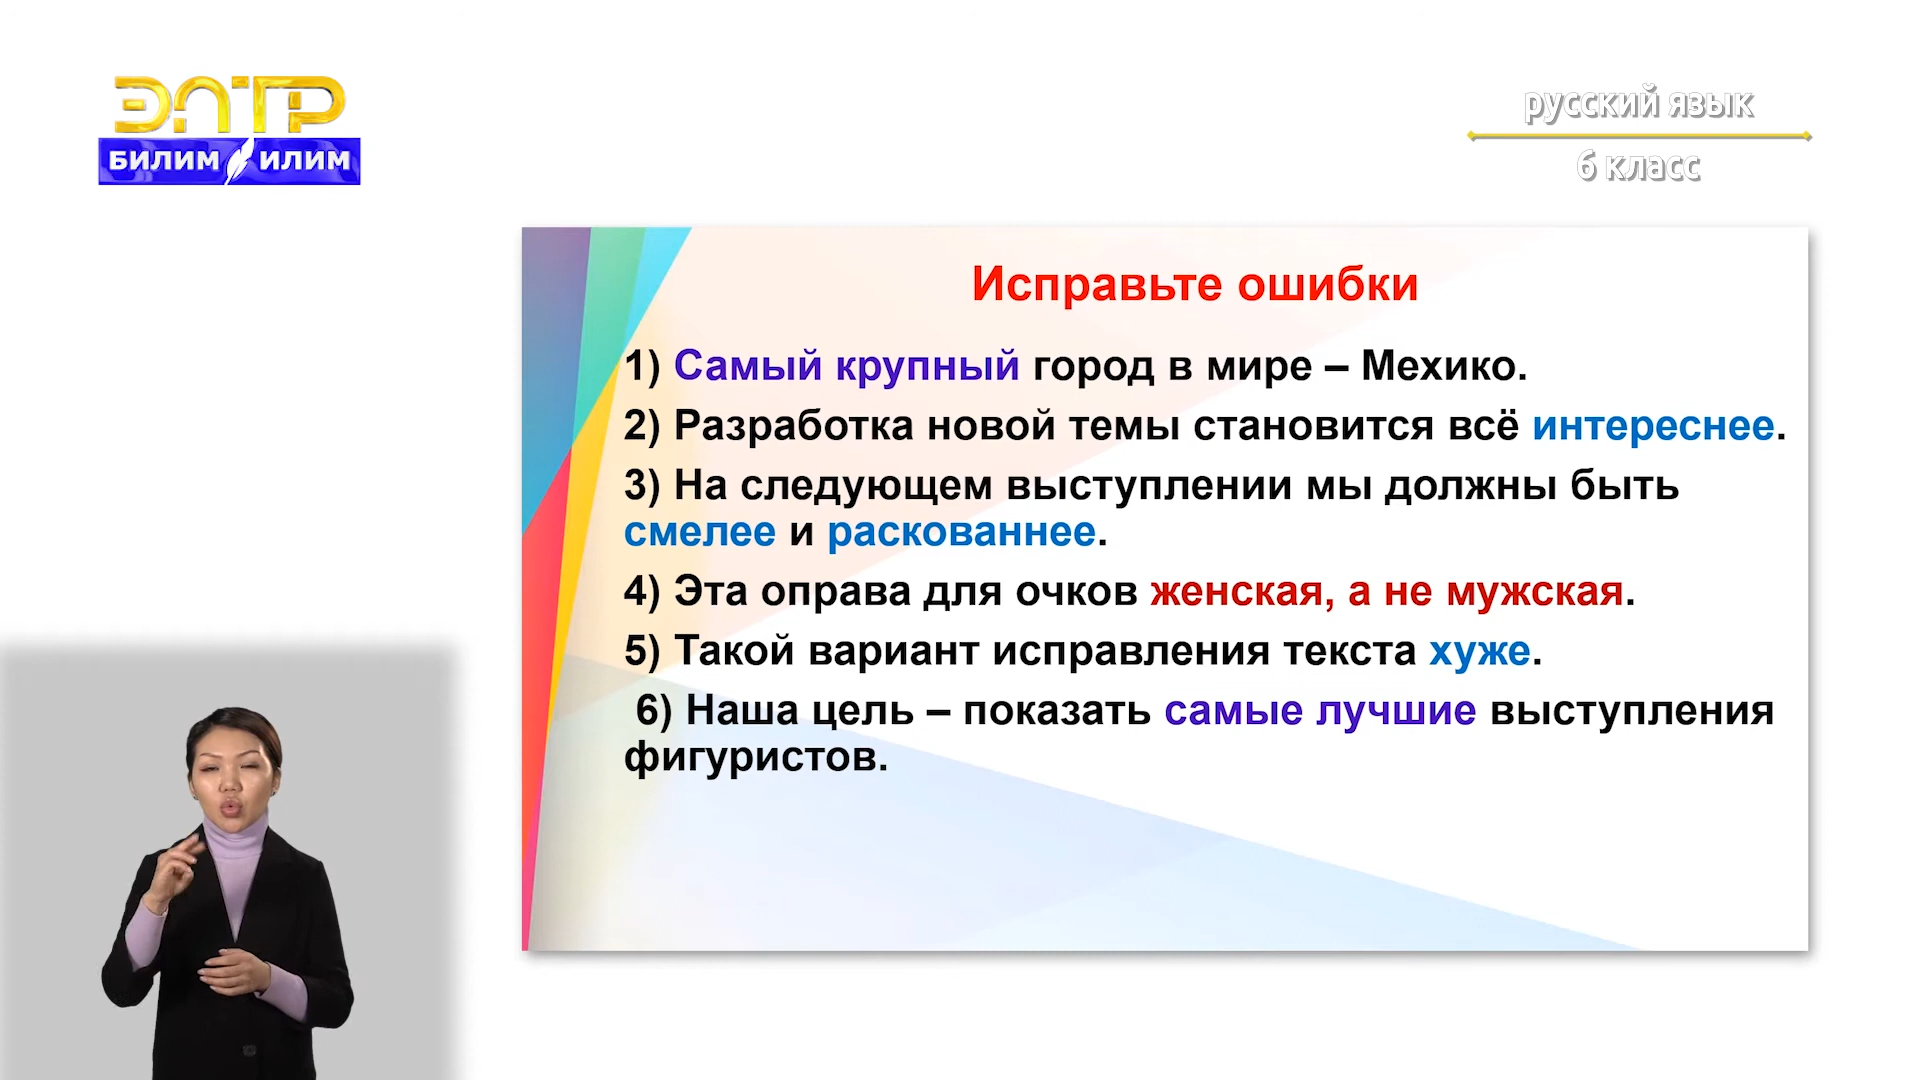 ЭЛТР
БИЛИМ ИЛИМ
русский язык
6 класс
Исправьте ошибки
1) Самый крупный город в мире – Мехико.
2) Разработка новой темы становится всё интереснее.
3) На следующем выступлении мы должны быть
смелее и раскованнее.
4) Эта оправа для очков женская, а не мужская.
5) Такой вариант исправления текста хуже.
6) Наша цель – показать самые лучшие выступления
фигуристов.